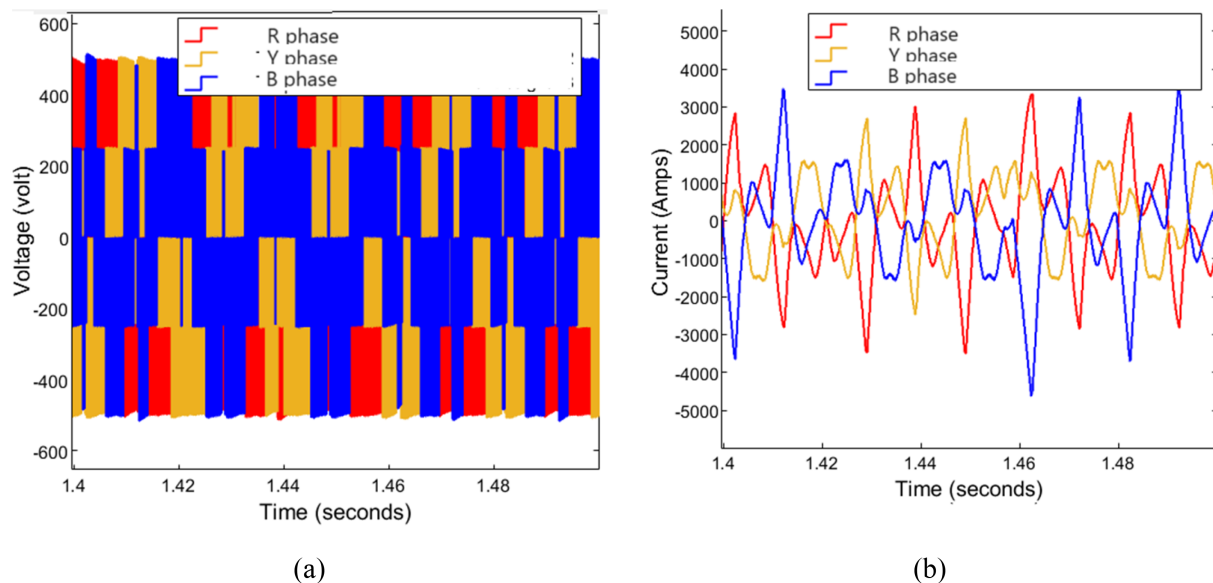 600
400
200
0
-200
-400
-600
Voltage (volt)
R phase
Y phase
B phase
1.4
1.42
1.44
1.46
1.48
Time (seconds)
(a)
5000
4000
3000
2000
1000
0
-1000
-2000
-3000
-4000
-5000
Current (Amps)
R phase
Y phase
B phase
1.4
1.42
1.44
1.46
1.48
Time (seconds)
(b)